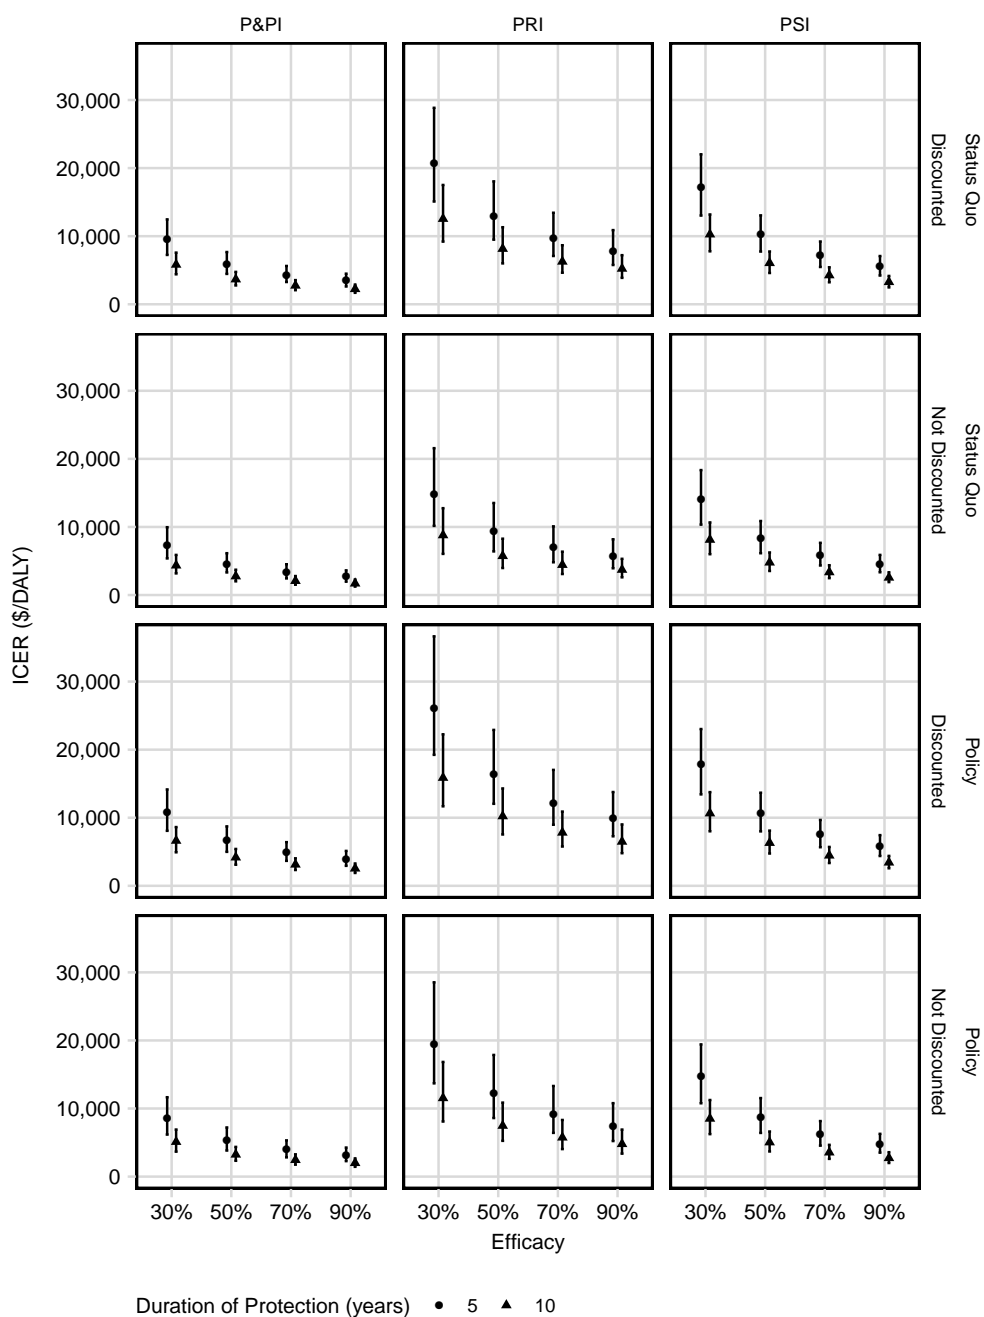 P&PI PRI PSI
30,000
20,000
10,000
0
Status Quo
Discounted
30,000
20,000
10,000
0
Status Quo
Not Discounted
ICER ($/DALY)
30,000
20,000
10,000
0
Policy
Discounted
30,000
20,000
10,000
0
Policy
Not Discounted
30% 50% 70% 90% 30% 50% 70% 90% 30% 50% 70% 90%
Efficacy
Duration of Protection (years) 5 10